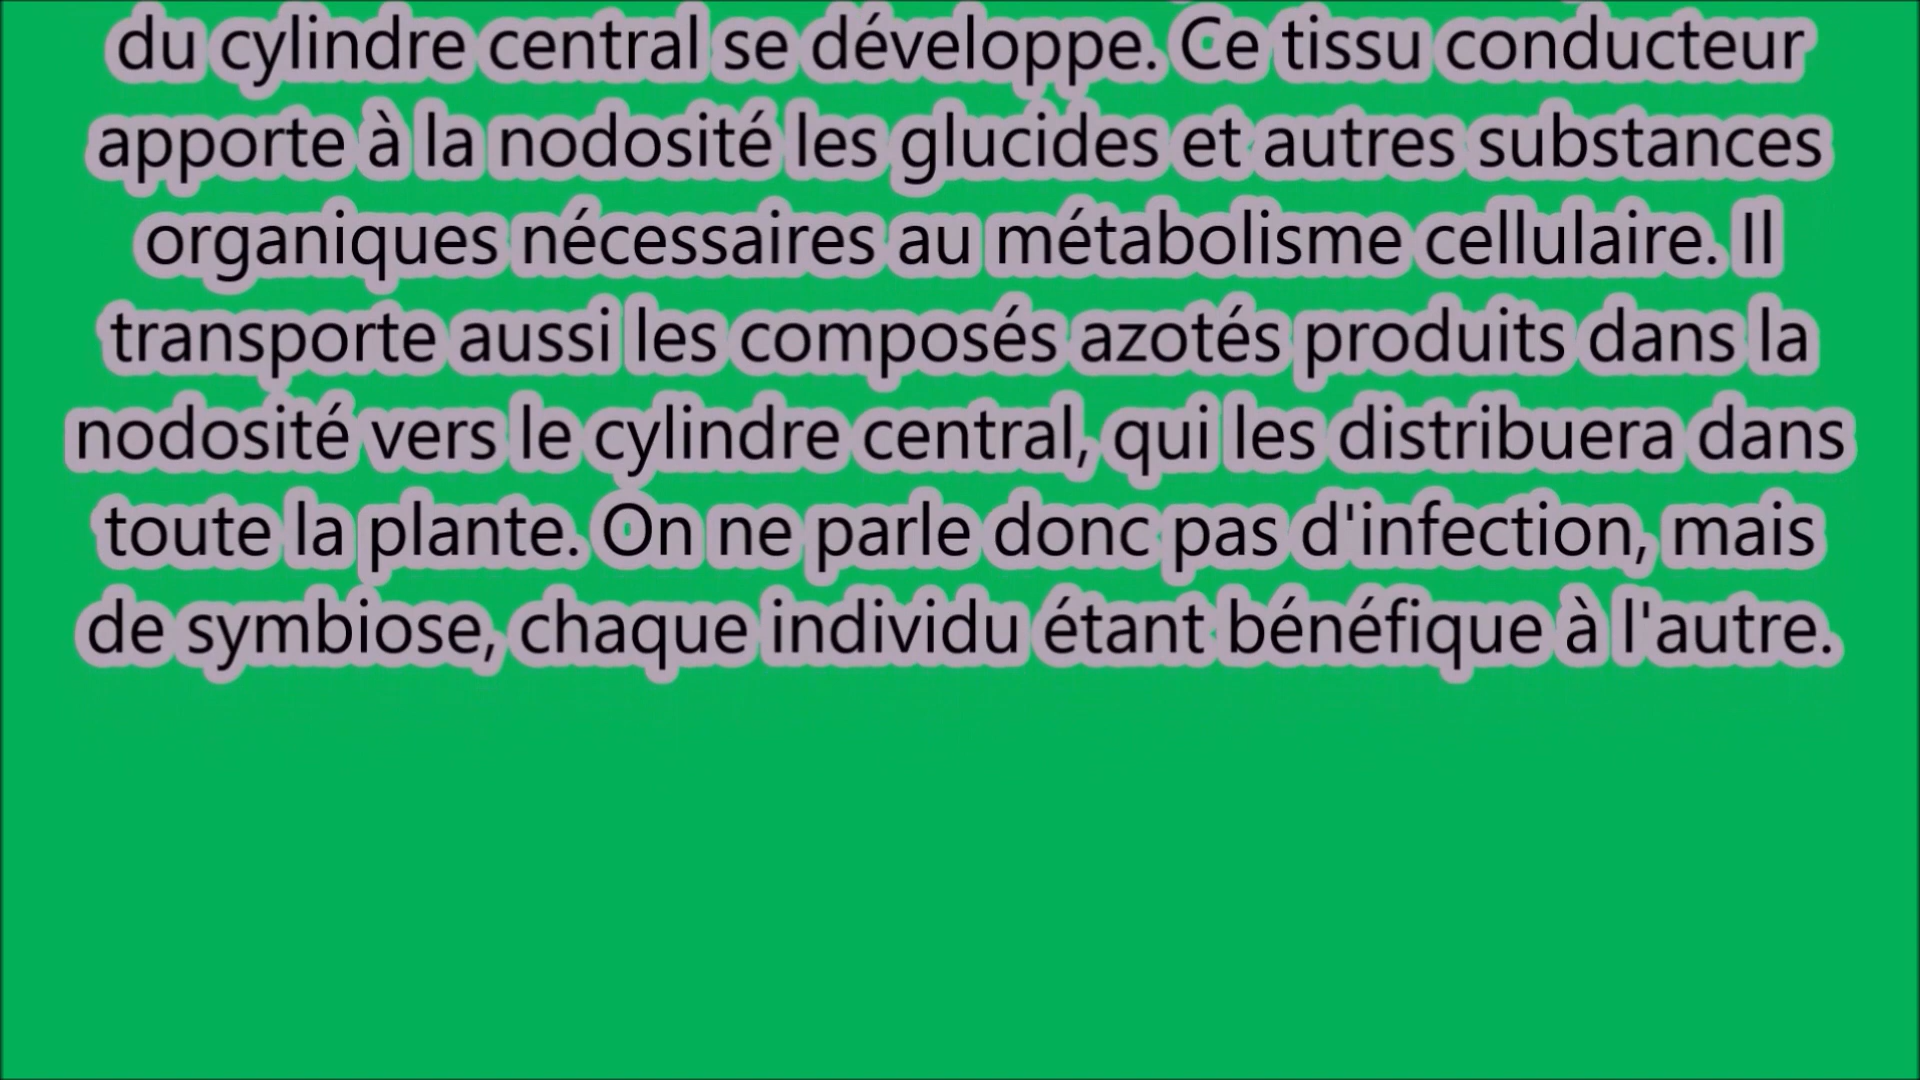 du cylindre central se développe. Ce tissu conducteur
apporte à la nodosité les glucides et autres substances
organiques nécessaires au métabolisme cellulaire. Il
transporte aussi les composés azotés produits dans la
nodosité vers le cylindre central, qui les distribuera dans
toute la plante. On ne parle donc pas d'infection, mais
de symbiose, chaque individu étant bénéfique à l'autre.